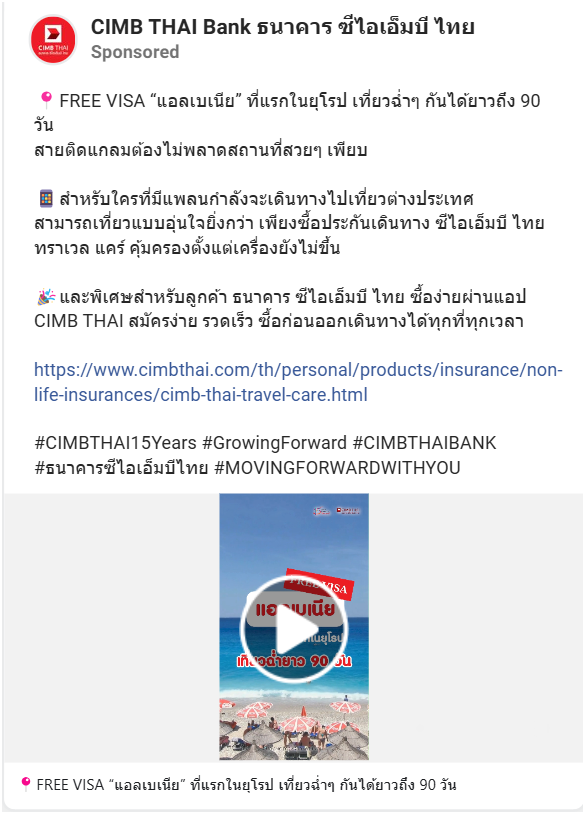 CIMB THAI Bank ธนาคาร ซีไอเอ็มบี ไทย
Sponsored
CIMB THAI
FREE VISA “แอลเบเนีย” ที่แรกในยุโรป เที่ยวฉ่ำๆ กันได้ยาวถึง 90
วัน
สายติดแกลมต้องไม่พลาดสถานที่สวยๆ เพียบ
สำหรับใครที่มีแพลนกำลังจะเดินทางไปเที่ยวต่างประเทศ
สามารถเที่ยวแบบอุ่นใจยิ่งกว่า เพียงซื้อประกันเดินทาง ซีไอเอ็มบี ไทย
ทราเวล แคร์ คุ้มครองตั้งแต่เครื่องยังไม่ขึ้น
และพิเศษสำหรับลูกค้า ธนาคาร ซีไอเอ็มบี ไทย ซื้อง่ายผ่านแอป
CIMB THAI สมัครง่าย รวดเร็ว ซื้อก่อนออกเดินทางได้ทุกที่ทุกเวลา
https://www.cimbthai.com/th/personal/products/insurance/non-
life-insurances/cimb-thai-travel-care.html
#CIMBTHAI15Years #GrowingForward #CIMBTHAIBANK
#ธนาคารซีไอเอ็มบีไทย #MOVINGFORWARDWITHYOU
FREE VISA
แอลเบเนีย
เที่ยวฉ่ำยาว 90 วัน
FREE VISA “แอลเบเนีย” ที่แรกในยุโรป เที่ยวฉ่ำๆ กันได้ยาวถึง 90 วัน